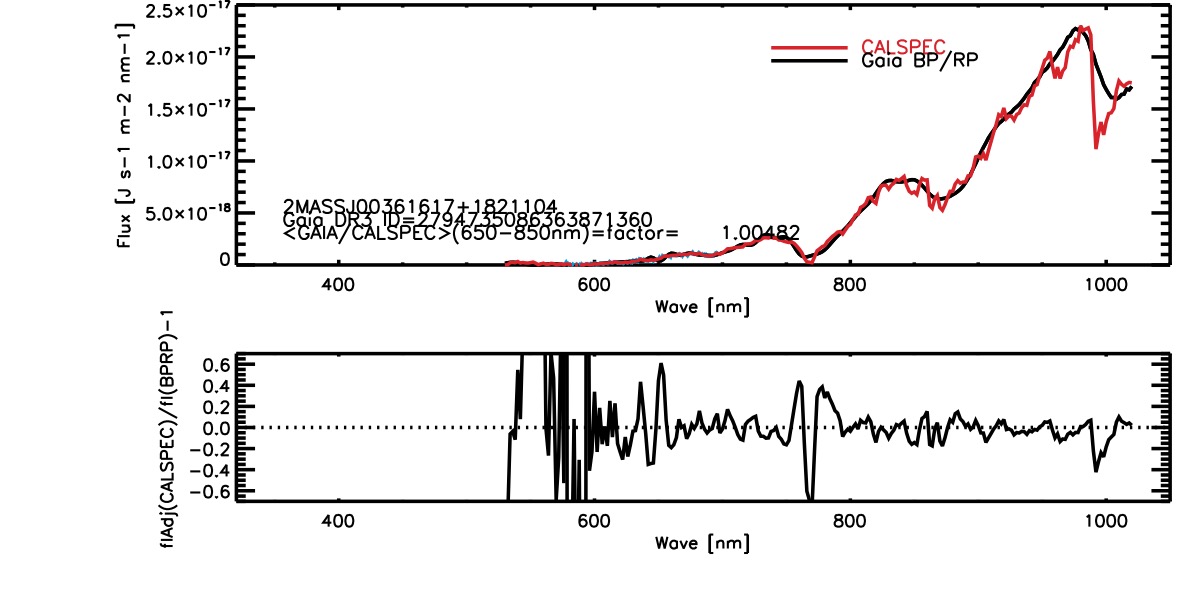 2.5×10−17
2.0×10−17
1.5×10−17
1.0×10−17
5.0×10−18
0
Flux [J s−1 m−2 nm−1]
CALSPEC
Gaia BP/RP
2MASSJ00361617+1821104
Gaia DR3 ID=2794735086363871360
<GAIA/CALSPEC>(650−850nm)=factor= 1.00482
400 600 800 1000
Wave [nm]
flAdj(CALSPEC)/fl(BPRP)−1
0.6
0.4
0.2
0.0
−0.2
−0.4
−0.6
400 600 800 1000
Wave [nm]